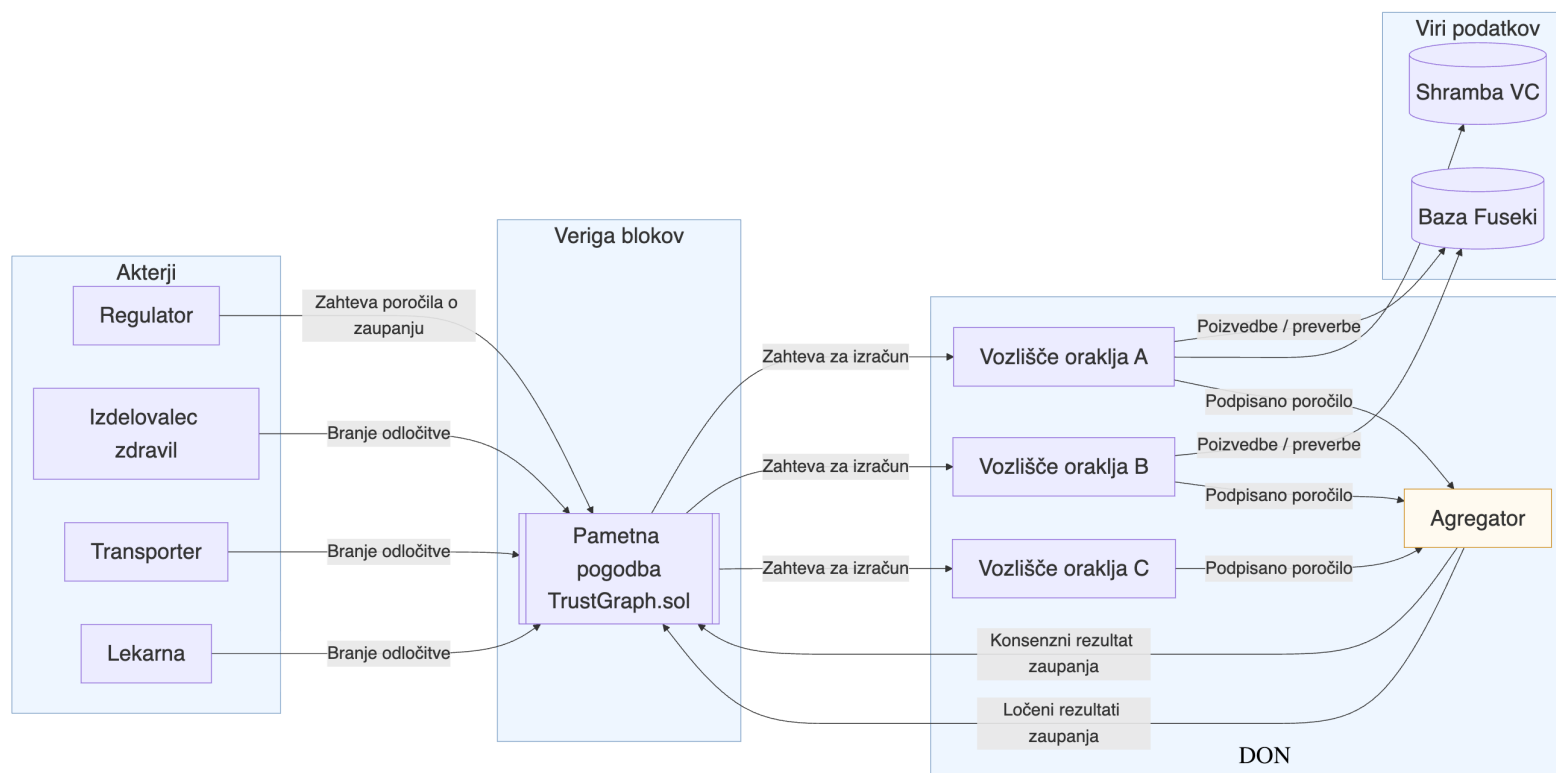 Viri podatkov
Shramba VC
Baza Fuseki
Veriga blokov
Akterji
Regulator
Zahteva poročila o
zaupanju
Izdelovalec
zdravil
Branje odločitve
Transporter
Branje odločitve
Lekarna
Branje odločitve
Pametna
pogodba
TrustGraph.sol
Zahteva za izračun
Zahteva za izračun
Zahteva za izračun
Vozlišče oraklja A
Poizvedbe / preverbe
Podpisano poročilo
Vozlišče oraklja B
Poizvedbe / preverbe
Podpisano poročilo
Vozlišče oraklja C
Podpisano poročilo
Agregator
Konsenzni rezultat
zaupanja
Ločeni rezultati
zaupanja
DON